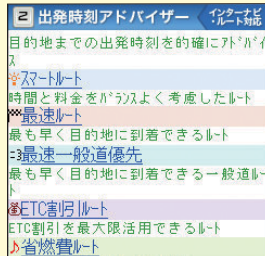 2 出発時刻アドバイザー インターナビ・ルート対応
目的地までの出発時刻を的確にｱﾄﾞﾊﾞｲ
ｽ
ｽﾏｰﾄﾙｰﾄ
時間と料金をﾊﾞﾗﾝｽよく考慮したﾙｰﾄ
最速ﾙｰﾄ
最も早く目的地に到着できるﾙｰﾄ
最速一般道優先
最も早く目的地に到着できる一般道ﾙｰ
ﾄ
ETC割引ﾙｰﾄ
ETC割引を最大限活用できるﾙｰﾄ
省燃費ﾙｰﾄ